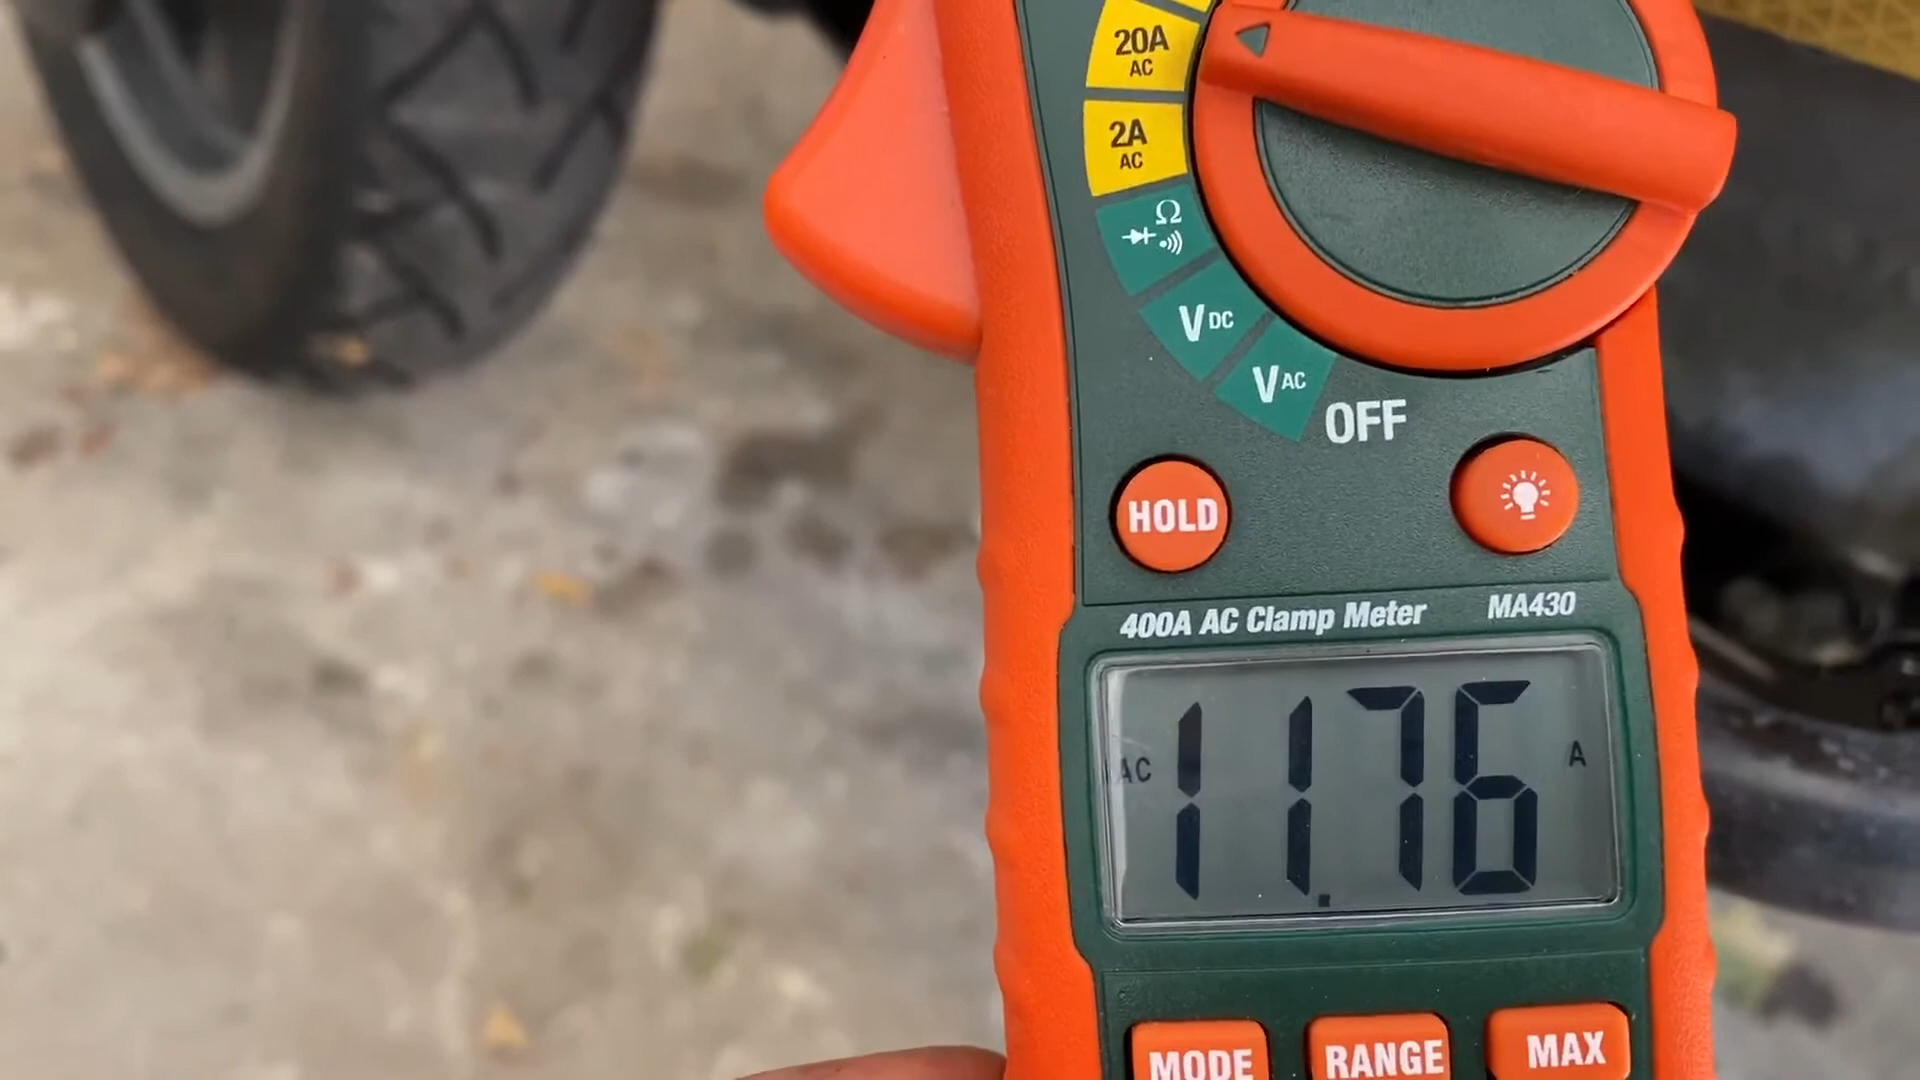 20A
AC
2A
AC
Ω
V DC
V AC
OFF
HOLD
400A AC Clamp Meter MA430
AC 11.76 A
MODE RANGE MAX